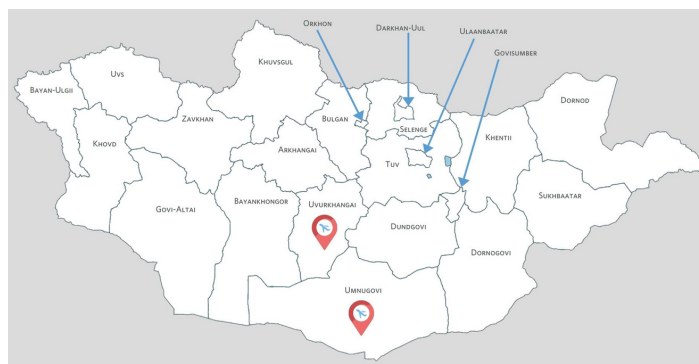 Orkhon
Darkhan-Uul
Ulaanbaatar
Govisumber
Khuvsgul
Uvs
Bayan-Ulgii
Dornod
Zavkhan
Bulgan
Selenge
Khentii
Khovd
Arkhangai
Tuv
Sukhbaatar
Bayankhongor
Uvurkhangai
Govi-Altai
Dundgovi
Dornogovi
Umnugovi